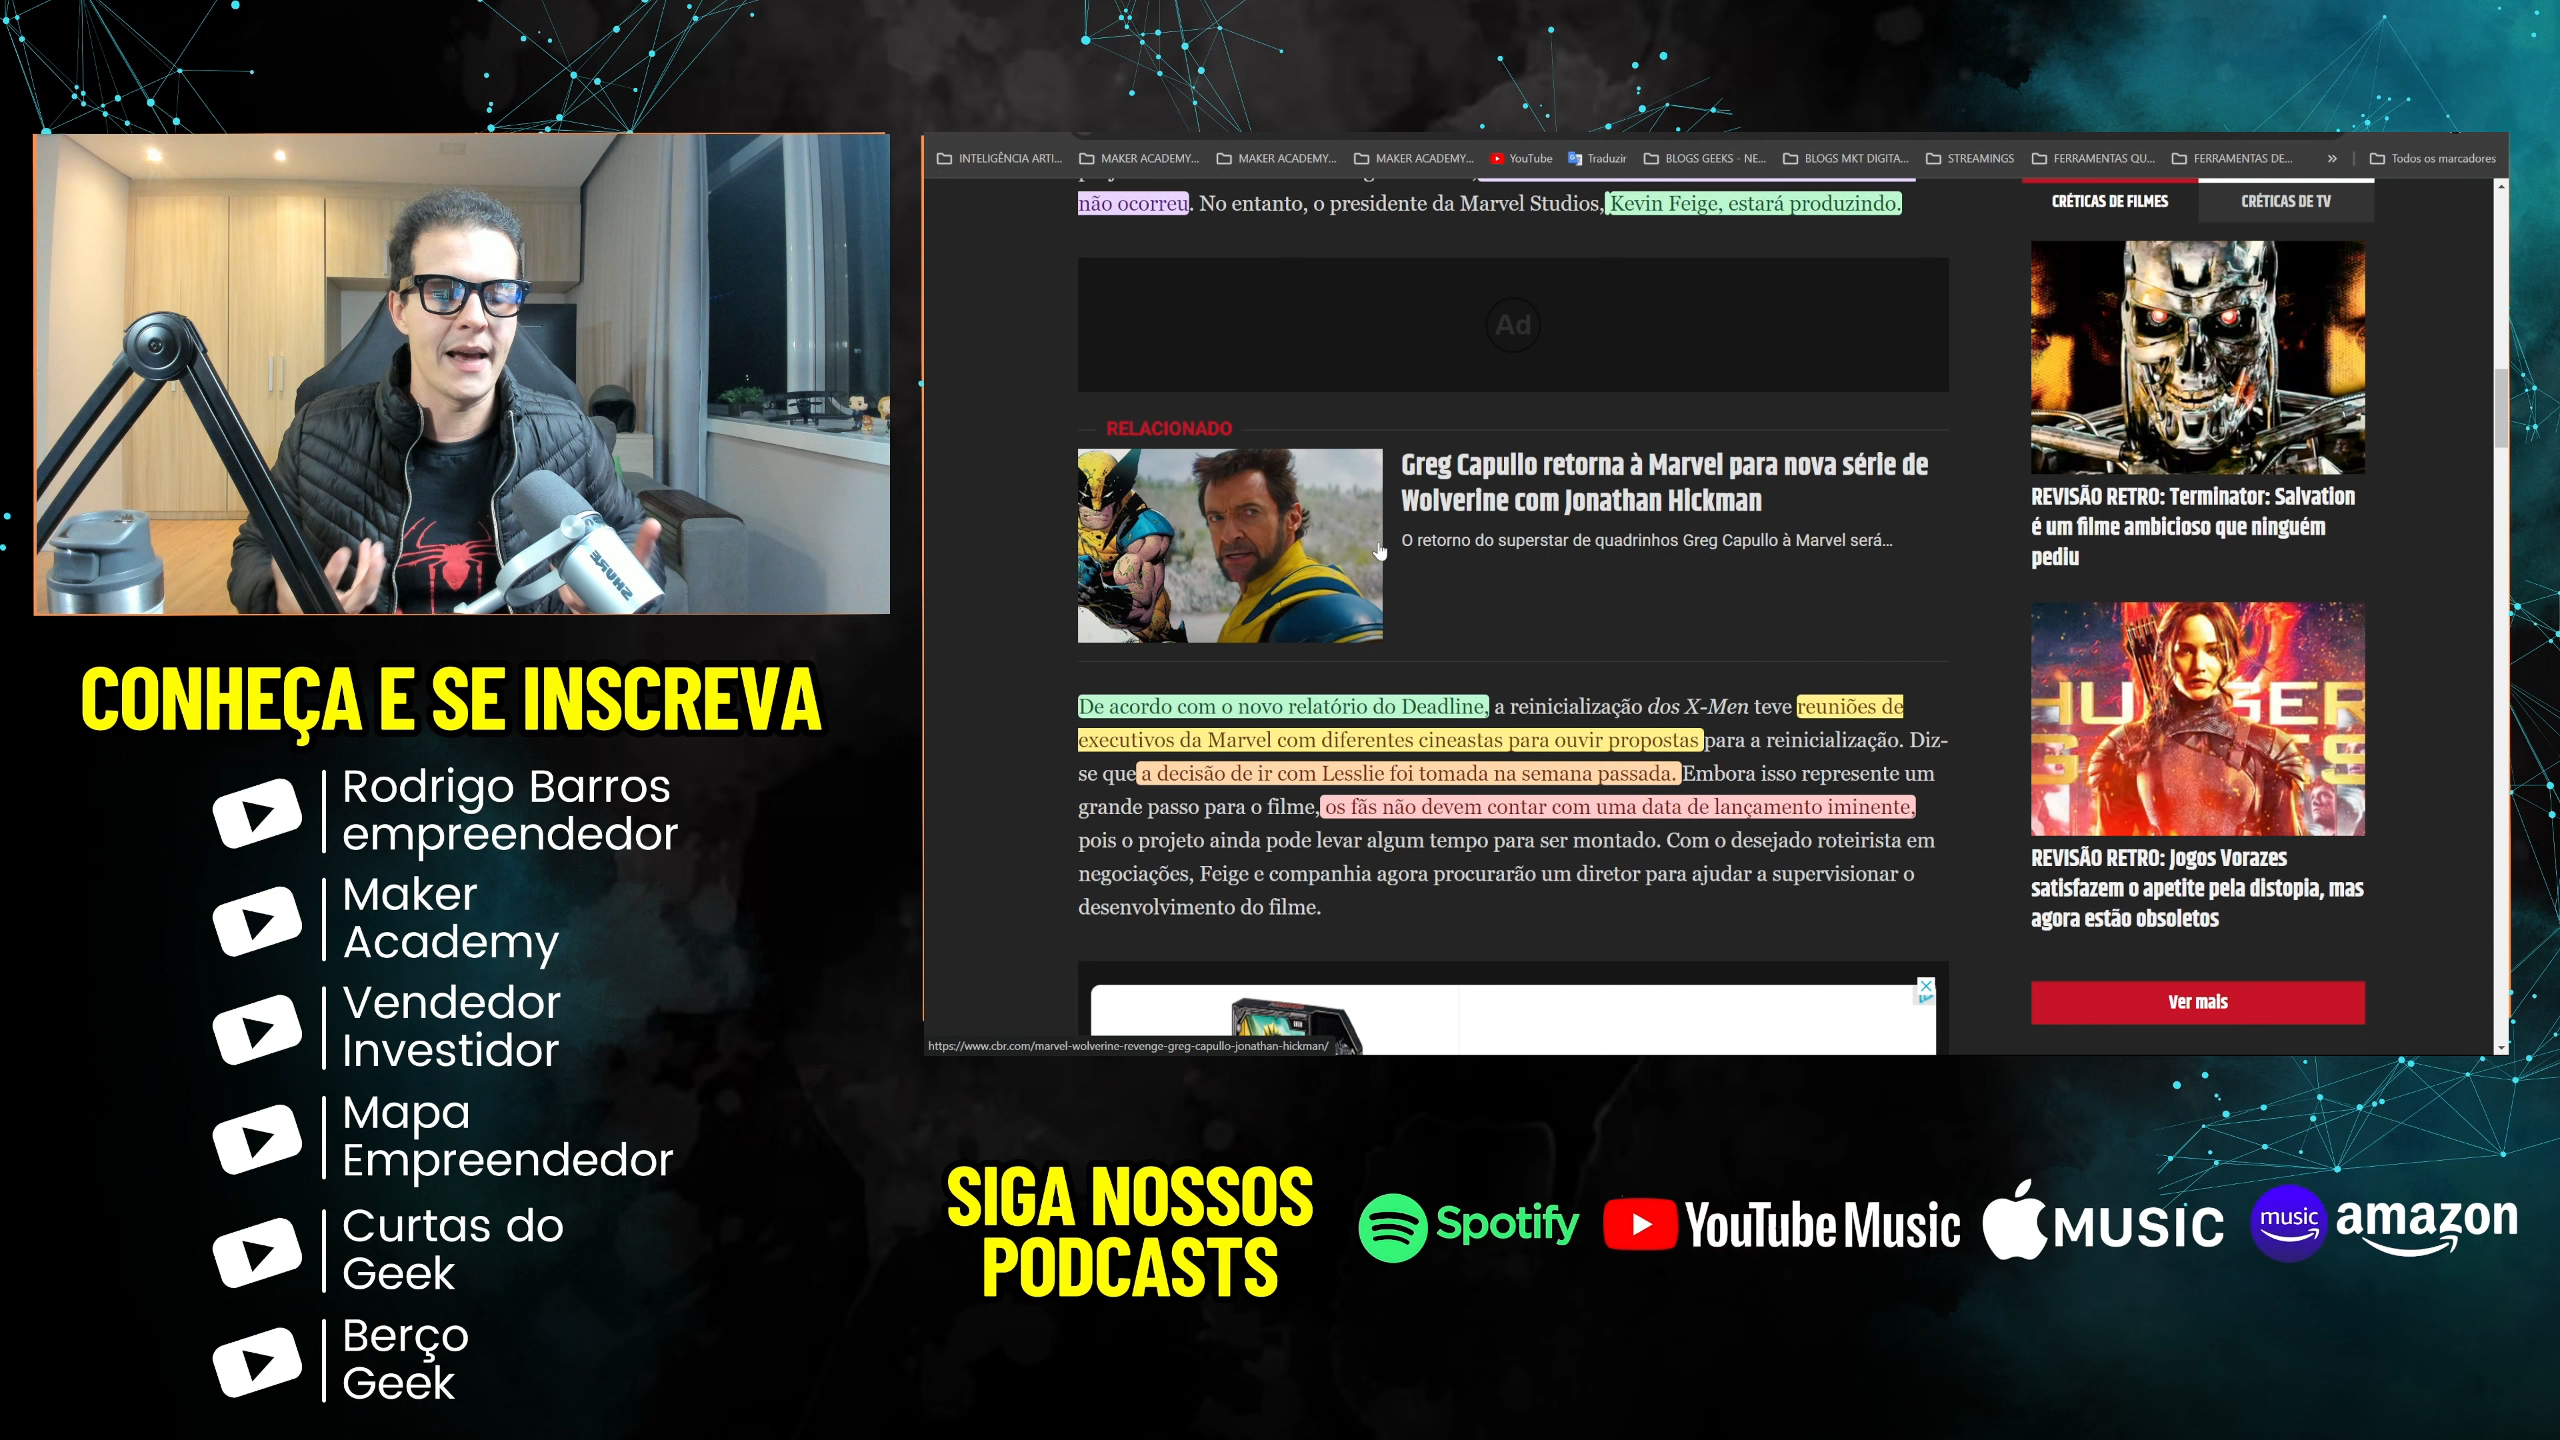 INTELIGÊNCIA ARTI...
MAKER ACADEMY...
MAKER ACADEMY...
MAKER ACADEMY...
YouTube
Traduzir
BLOGS GEEKS - NE...
BLOGS MKT DIGITA...
STREAMINGS
FERRAMENTAS QU...
FERRAMENTAS DE...
»
Todos os marcadores
não ocorreu. No entanto, o presidente da Marvel Studios, Kevin Feige, estará produzindo.
Ad
RELACIONADO
Greg Capullo retorna à Marvel para nova série de
Wolverine com Jonathan Hickman
O retorno do superstar de quadrinhos Greg Capullo à Marvel será...
De acordo com o novo relatório do Deadline, a reinicialização dos X-Men teve reuniões de
executivos da Marvel com diferentes cineastas para ouvir propostas para a reinicialização. Diz-
se que a decisão de ir com Lesslie foi tomada na semana passada. Embora isso represente um
grande passo para o filme, os fãs não devem contar com uma data de lançamento iminente,
pois o projeto ainda pode levar algum tempo para ser montado. Com o desejado roteirista em
negociações, Feige e companhia agora procurarão um diretor para ajudar a supervisionar o
desenvolvimento do filme.
https://www.cbr.com/marvel-wolverine-revenge-greg-capullo-jonathan-hickman/
CRÉTICAS DE FILMES
CRÉTICAS DE TV
REVISÃO RETRO: Terminator: Salvation
é um filme ambicioso que ninguém
pediu
HUNGER
GAMES
REVISÃO RETRO: Jogos Vorazes
satisfazem o apetite pela distopia, mas
agora estão obsoletos
Ver mais
SHURE
CONHEÇA E SE INSCREVA
Rodrigo Barros
empreendedor
Maker
Academy
Vendedor
Investidor
Mapa
Empreendedor
Curtas do
Geek
Berço
Geek
SIGA NOSSOS
PODCASTS
Spotify
YouTube Music
MUSIC
music
amazon